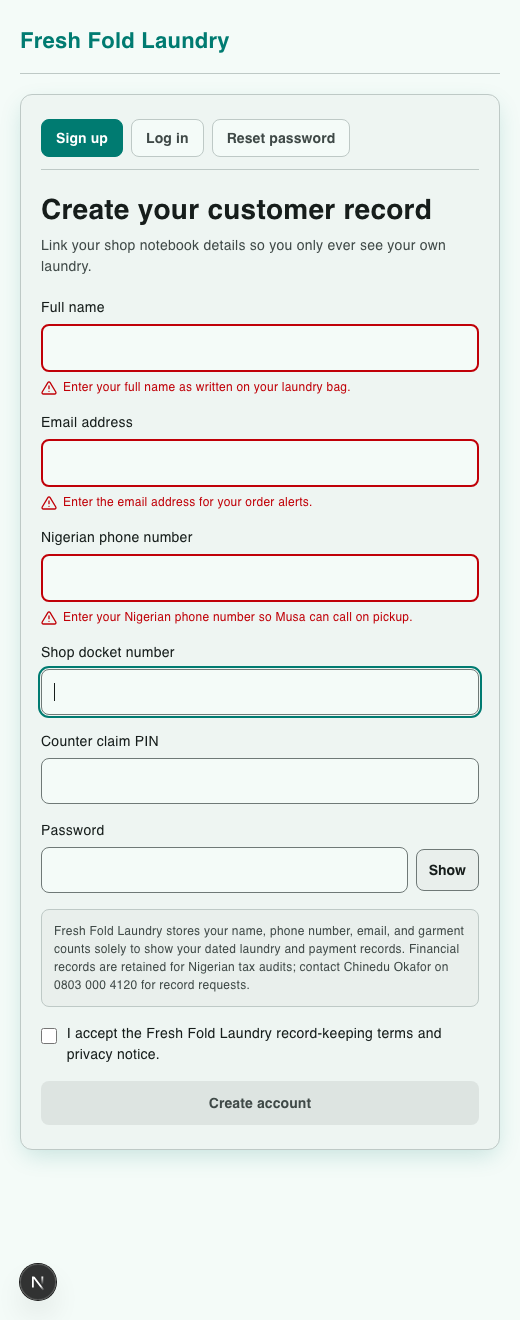 Fresh Fold Laundry
Sign up
Log in
Reset password
Create your customer record
Link your shop notebook details so you only ever see your own
laundry.
Full name
Enter your full name as written on your laundry bag.
Email address
Enter the email address for your order alerts.
Nigerian phone number
Enter your Nigerian phone number so Musa can call on pickup.
Shop docket number
Counter claim PIN
Password
Show
Fresh Fold Laundry stores your name, phone number, email, and garment
counts solely to show your dated laundry and payment records. Financial
records are retained for Nigerian tax audits; contact Chinedu Okafor on
0803 000 4120 for record requests.
I accept the Fresh Fold Laundry record-keeping terms and
privacy notice.
Create account
N